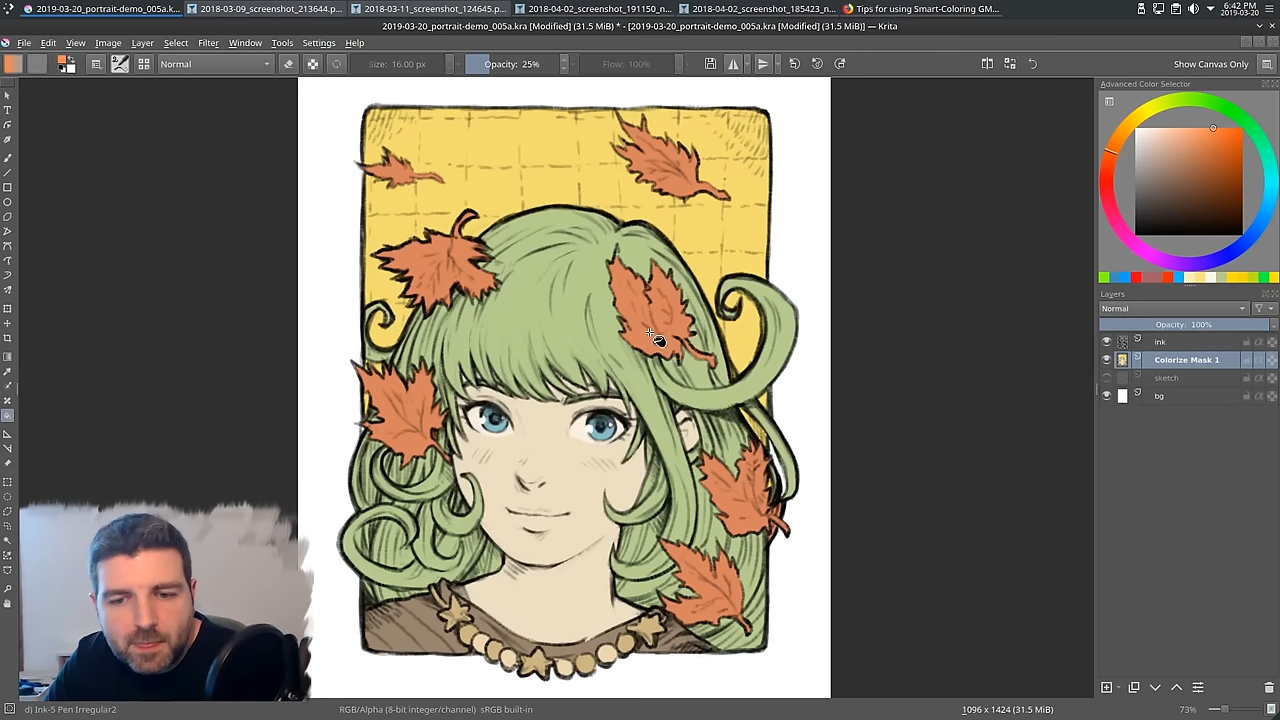 2019-03-20_portrait-demo_005a.k...
2018-03-09_screenshot_213644.p...
2018-03-11_screenshot_124645.p...
2018-04-02_screenshot_191150_n...
2018-04-02_screenshot_185423_n...
Tips for using Smart-Coloring GM...
6:42 PM
2019-03-20
2019-03-20_portrait-demo_005a.kra [Modified] (31.5 MiB) * - [2019-03-20_portrait-demo_005a.kra [Modified] (31.5 MiB)] — Krita
File Edit View Image Layer Select Filter Window Tools Settings Help
Normal Size: 16.00 px Opacity: 25% Flow: 100% Show Canvas Only
Advanced Color Selector
Layers
Normal
Opacity: 100%
ink
Colorize Mask 1
sketch
bg
d) Ink-5 Pen Irregular2 RGB/Alpha (8-bit integer/channel) sRGB built-in 1096 x 1424 (31.5 MiB) 73%